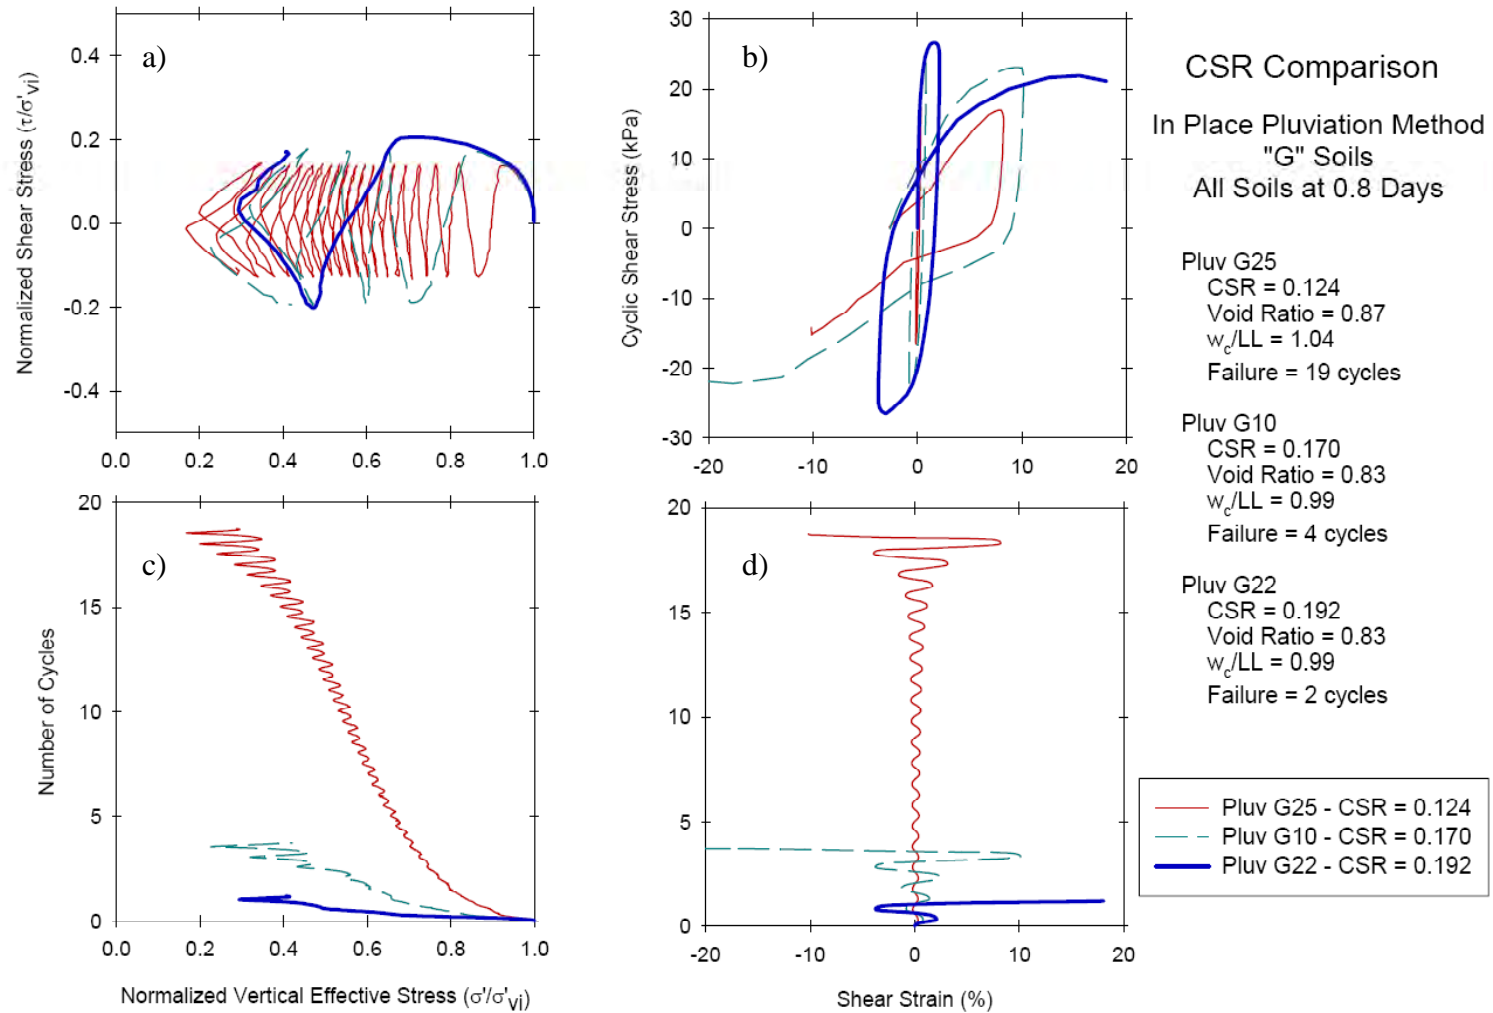 a)
0.4
0.2
0.0
-0.2
-0.4
Normalized Shear Stress (τ/σ'vi)
0.0 0.2 0.4 0.6 0.8 1.0
b)
30
20
10
0
-10
-20
-30
Cyclic Shear Stress (kPa)
-20 -10 0 10 20
CSR Comparison
In Place Pluviation Method
"G" Soils
All Soils at 0.8 Days
Pluv G25
CSR = 0.124
Void Ratio = 0.87
wc/LL = 1.04
Failure = 19 cycles
Pluv G10
CSR = 0.170
Void Ratio = 0.83
wc/LL = 0.99
Failure = 4 cycles
Pluv G22
CSR = 0.192
Void Ratio = 0.83
wc/LL = 0.99
Failure = 2 cycles
c)
20
15
10
5
0
Number of Cycles
0.0 0.2 0.4 0.6 0.8 1.0
Normalized Vertical Effective Stress (σ'/σ'vi)
d)
20
15
10
5
0
-20 -10 0 10 20
Shear Strain (%)
Pluv G25 - CSR = 0.124
Pluv G10 - CSR = 0.170
Pluv G22 - CSR = 0.192